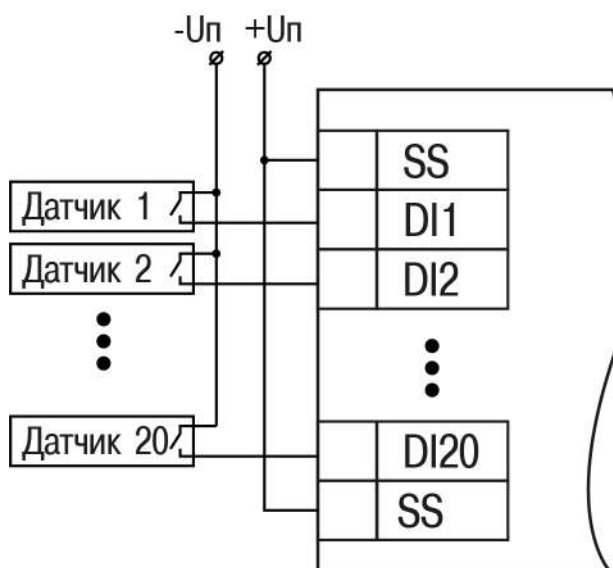 -Uп +Uп
SS
Датчик 1
DI1
Датчик 2
DI2
Датчик 20
DI20
SS